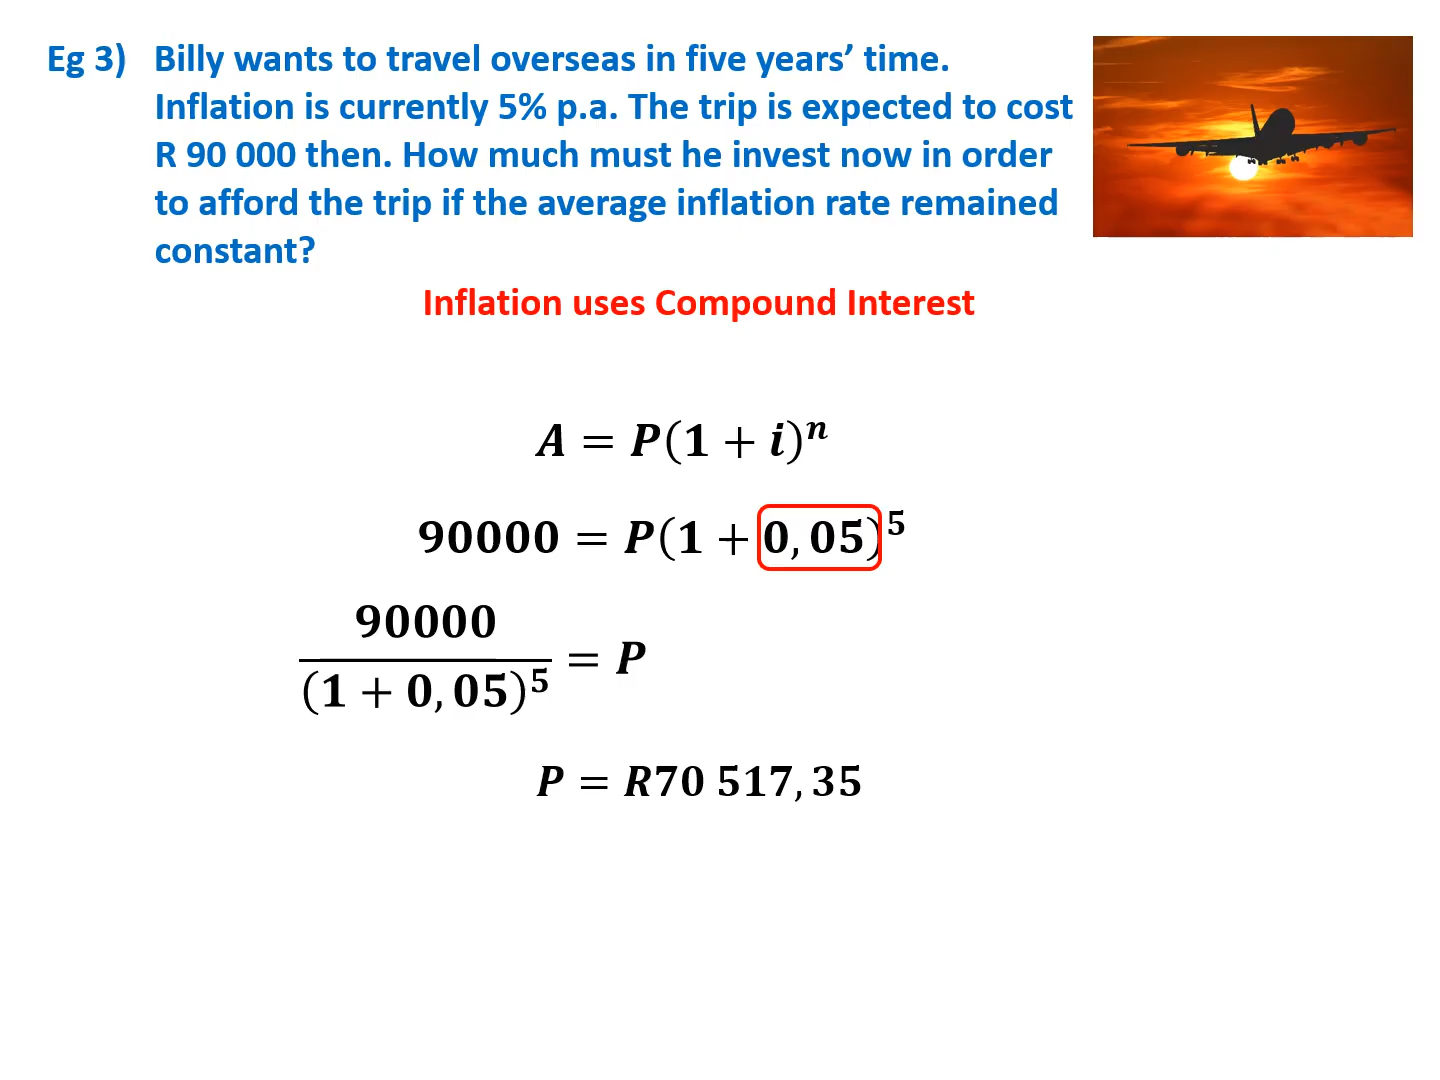 Eg 3) Billy wants to travel overseas in five years’ time.
Inflation is currently 5% p.a. The trip is expected to cost
R 90 000 then. How much must he invest now in order
to afford the trip if the average inflation rate remained
constant?
Inflation uses Compound Interest
A = P(1 + i)^n
90000 = P(1 + 0,05)^5
90000/(1 + 0,05)^5 = P
P = R70 517,35